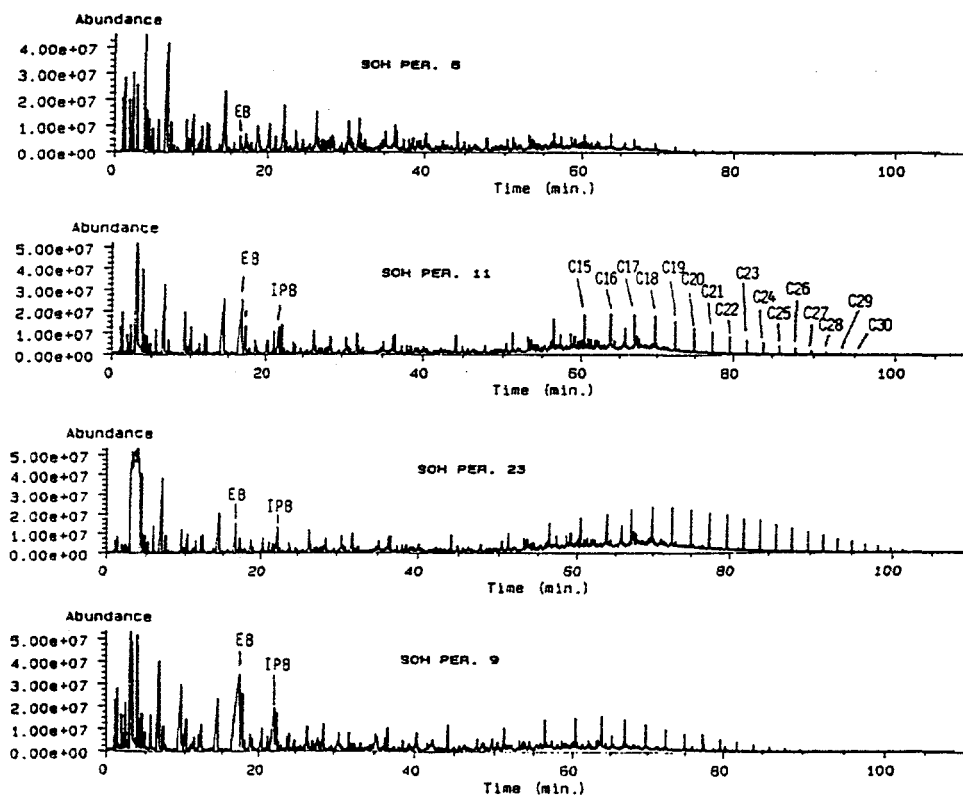 Abundance
4.00e+07
3.00e+07
2.00e+07
1.00e+07
0.00e+00
SOH PER. 6
EB
0 20 40 60 80 100
Time (min.)
Abundance
5.00e+07
4.00e+07
3.00e+07
2.00e+07
1.00e+07
0
SOH PER. 11
EB
IPB
C15 C16 C17 C18 C19 C20 C21 C22 C23 C24 C25 C26 C27 C28 C29 C30
0 20 40 60 80 100
Time (min.)
Abundance
5.00e+07
4.00e+07
3.00e+07
2.00e+07
1.00e+07
0.00e+00
SOH PER. 23
EB
IPB
0 20 40 60 80 100
Time (min.)
Abundance
5.00e+07
4.00e+07
3.00e+07
2.00e+07
1.00e+07
0.00e+00
SOH PER. 9
EB
IPB
0 20 40 60 80 100
Time (min.)